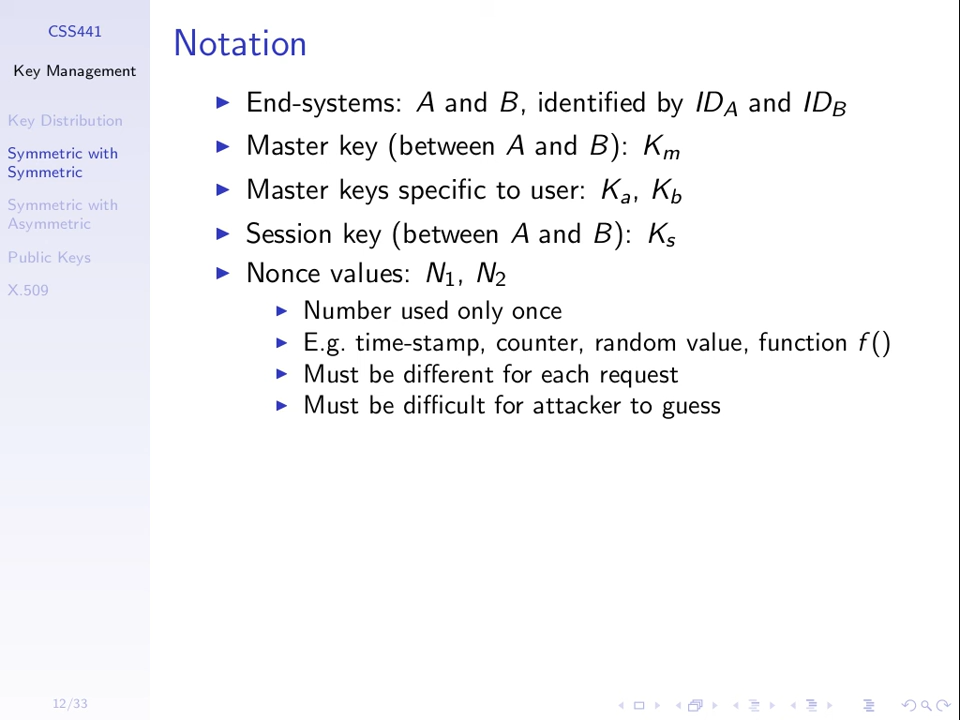 CSS441
Key Management
Key Distribution
Symmetric with
Symmetric
Symmetric with
Asymmetric
Public Keys
X.509
12/33
Notation
▶ End-systems: A and B, identified by ID_A and ID_B
▶ Master key (between A and B): K_m
▶ Master keys specific to user: K_a, K_b
▶ Session key (between A and B): K_s
▶ Nonce values: N_1, N_2
▶ Number used only once
▶ E.g. time-stamp, counter, random value, function f()
▶ Must be different for each request
▶ Must be difficult for attacker to guess